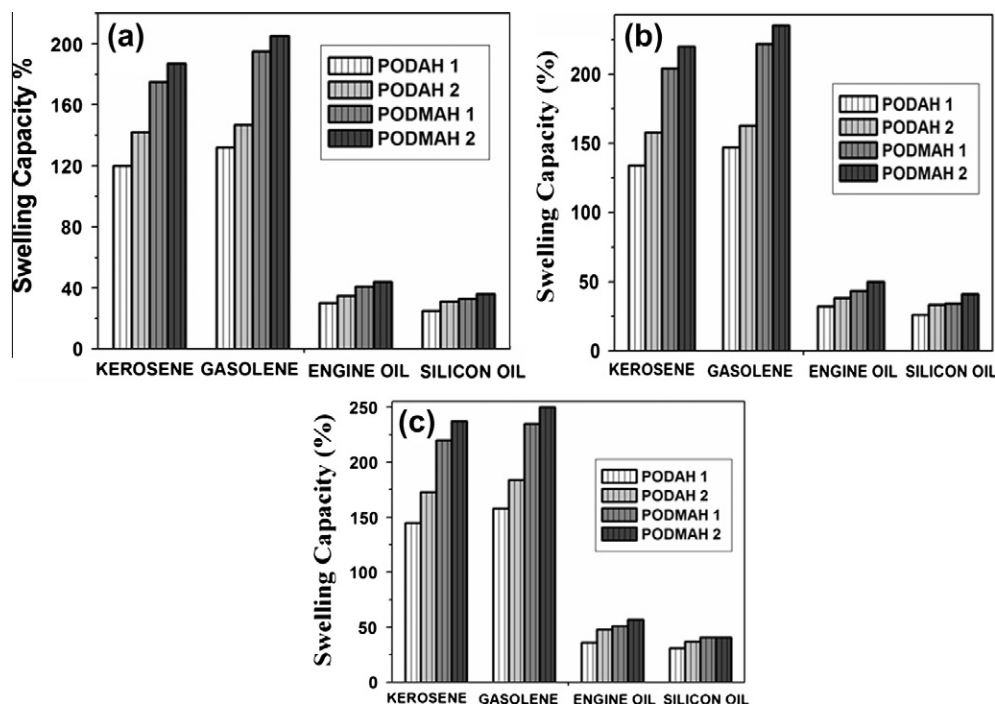 (a)
Swelling Capacity %
200
160
120
80
40
0
PODAH 1
PODAH 2
PODMAH 1
PODMAH 2
KEROSENE GASOLENE ENGINE OIL SILICON OIL
(b)
Swelling Capacity (%)
200
150
100
50
0
PODAH 1
PODAH 2
PODMAH 1
PODMAH 2
KEROSENE GASOLENE ENGINE OIL SILICON OIL
(c)
Swelling Capacity (%)
250
200
150
100
50
0
PODAH 1
PODAH 2
PODMAH 1
PODMAH 2
KEROSENE GASOLENE ENGINE OIL SILICON OIL